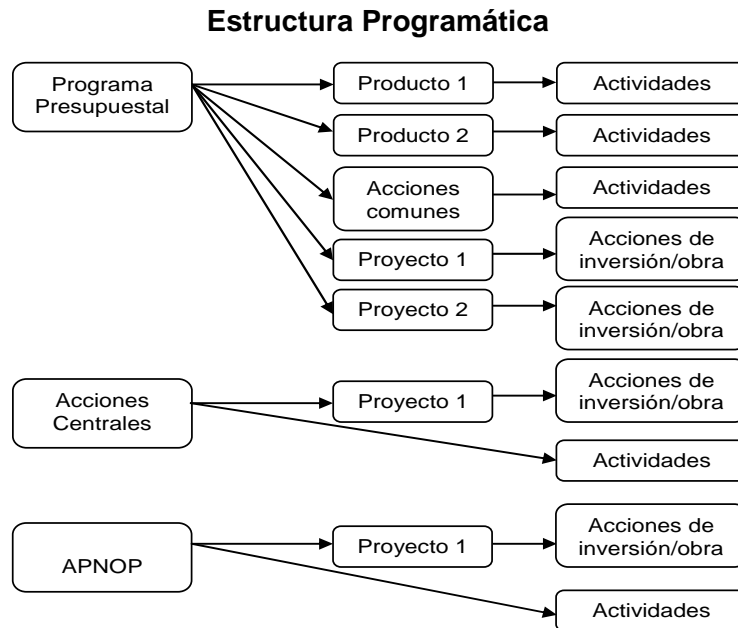 Estructura Programática
Programa
Presupuestal
Producto 1
Actividades
Producto 2
Actividades
Acciones
comunes
Actividades
Proyecto 1
Acciones de
inversión/obra
Proyecto 2
Acciones de
inversión/obra
Acciones
Centrales
Proyecto 1
Acciones de
inversión/obra
Actividades
APNOP
Proyecto 1
Acciones de
inversión/obra
Actividades